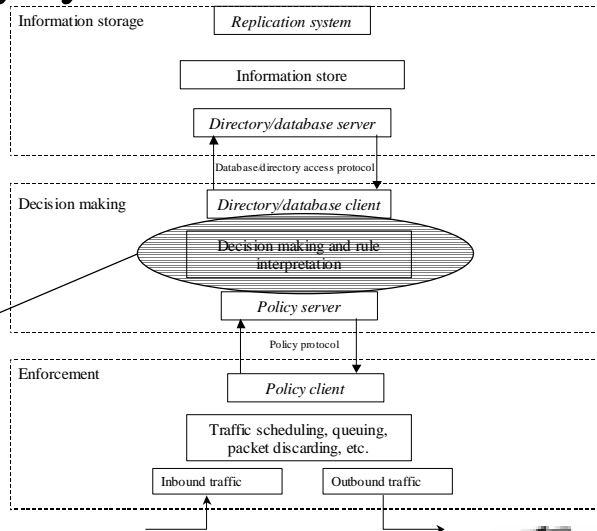 Information storage
Replication system
Information store
Directory/database server
Database/directory access protocol
Decision making
Directory/database client
Decision making and rule
interpretation
Policy server
Policy protocol
Enforcement
Policy client
Traffic scheduling, queuing,
packet discarding, etc.
Inbound traffic
Outbound traffic